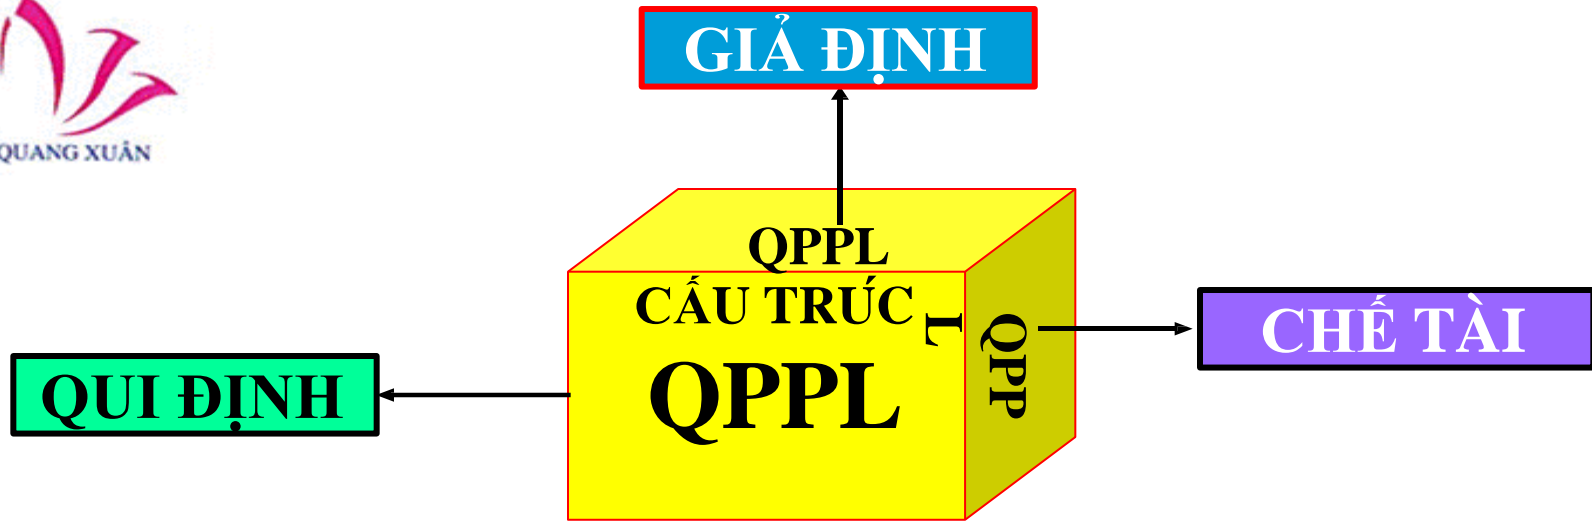 GIẢ ĐỊNH
QUANG XUÂN
QPPL
CẤU TRÚC
QPPL
QPP
L
CHẾ TÀI
QUI ĐỊNH